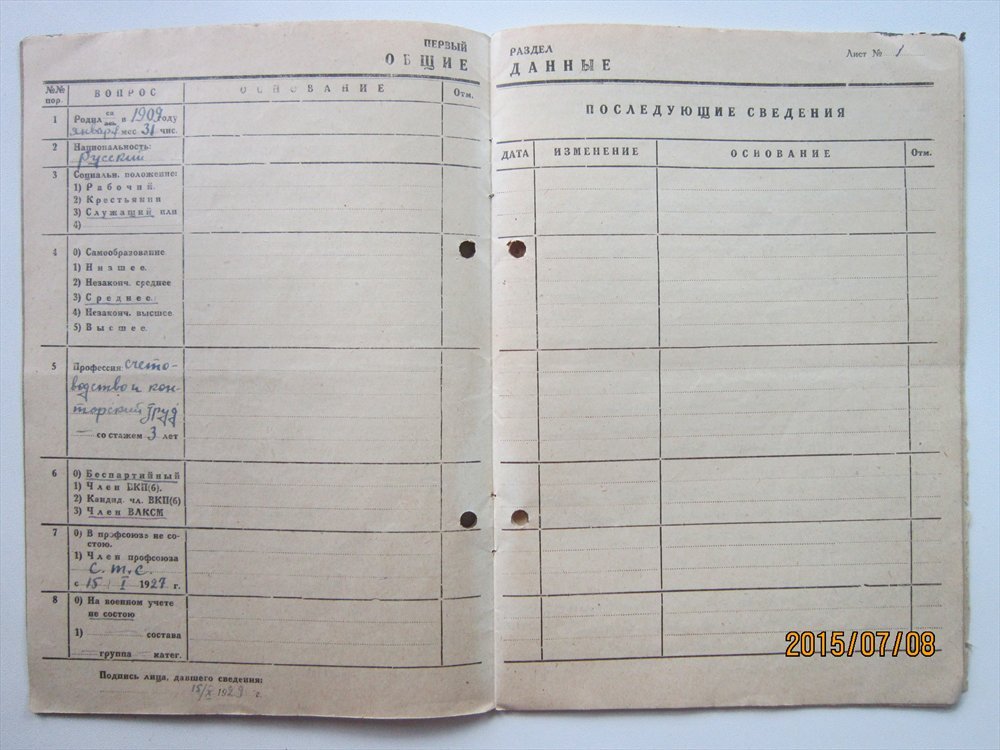 ПЕРВЫЙ
ОБЩИЕ
№№ пор.
ВОПРОС
ОСНОВАНИЕ
Отм.
1 Родил ся ась в 1909 году
января мес 31 чис.
2 Национальность:
Русский
3 Социальн. положение:
1) Рабочий.
2) Крестьянин
3) Служащий или
4)
4 0) Самообразование
1) Низшее.
2) Незаконч. среднее
3) Среднее.
4) Незаконч. высшее
5) Высшее.
5 Профессия: счето-
водство и кон-
торский труд
со стажем 3 лет
6 0) Беспартийный
1) Член ВКП(б).
2) Кандид. чл. ВКП(б)
3) Член ВЛКСМ
7 0) В профсоюзе не со-
стою.
1) Член профсоюза
С. т. с.
с 15 I 1927 г.
8 0) На военном учете
не состою
1) состава
группа катег.
Подпись лица, давшего сведения:
15/X 1929 г.
РАЗДЕЛ
ДАННЫЕ
Лист № 1
ПОСЛЕДУЮЩИЕ СВЕДЕНИЯ
ДАТА
ИЗМЕНЕНИЕ
ОСНОВАНИЕ
Отм.
2015/07/08